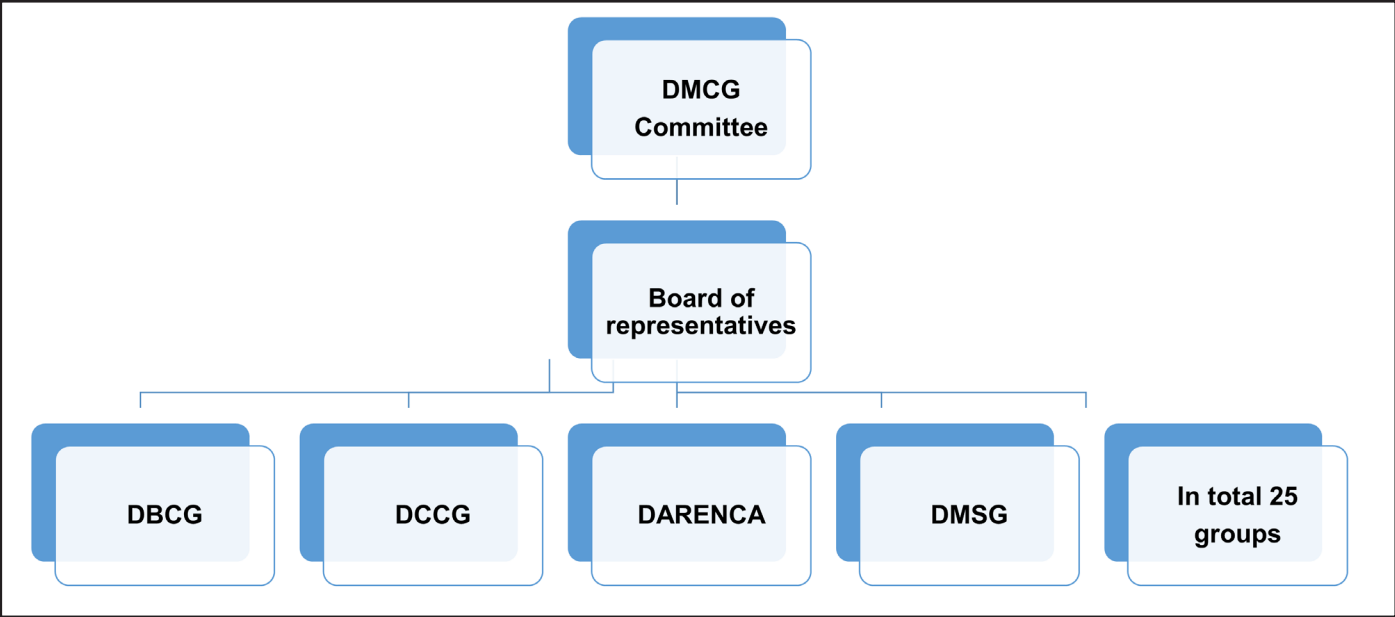 DMCG
Committee
Board of
representatives
DBCG
DCCG
DARENCA
DMSG
In total 25
groups